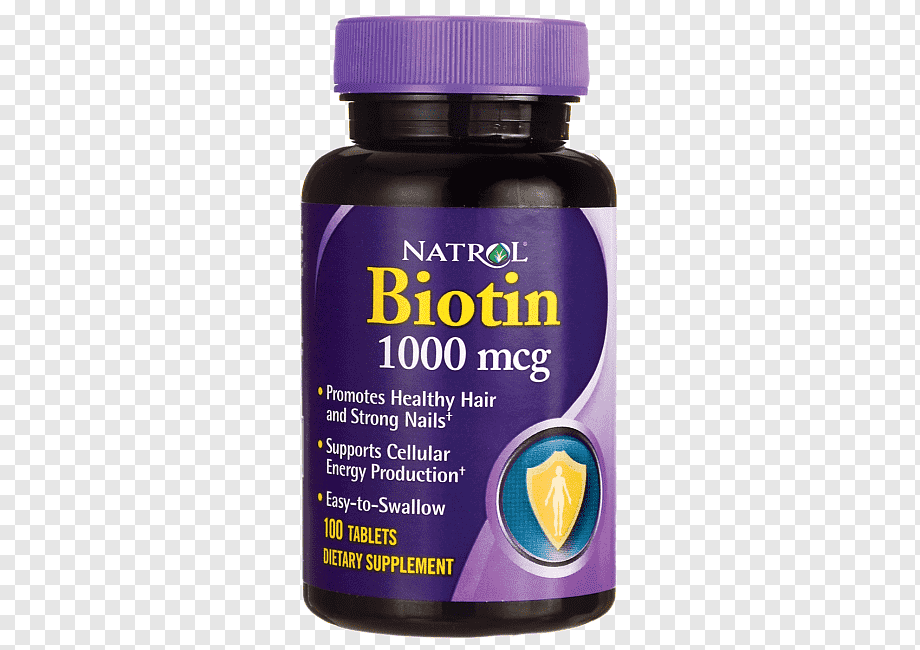 NATROL®
Biotin
1000 mcg
• Promotes Healthy Hair
and Strong Nails†
• Supports Cellular
Energy Production†
• Easy-to-Swallow
100 TABLETS
DIETARY SUPPLEMENT